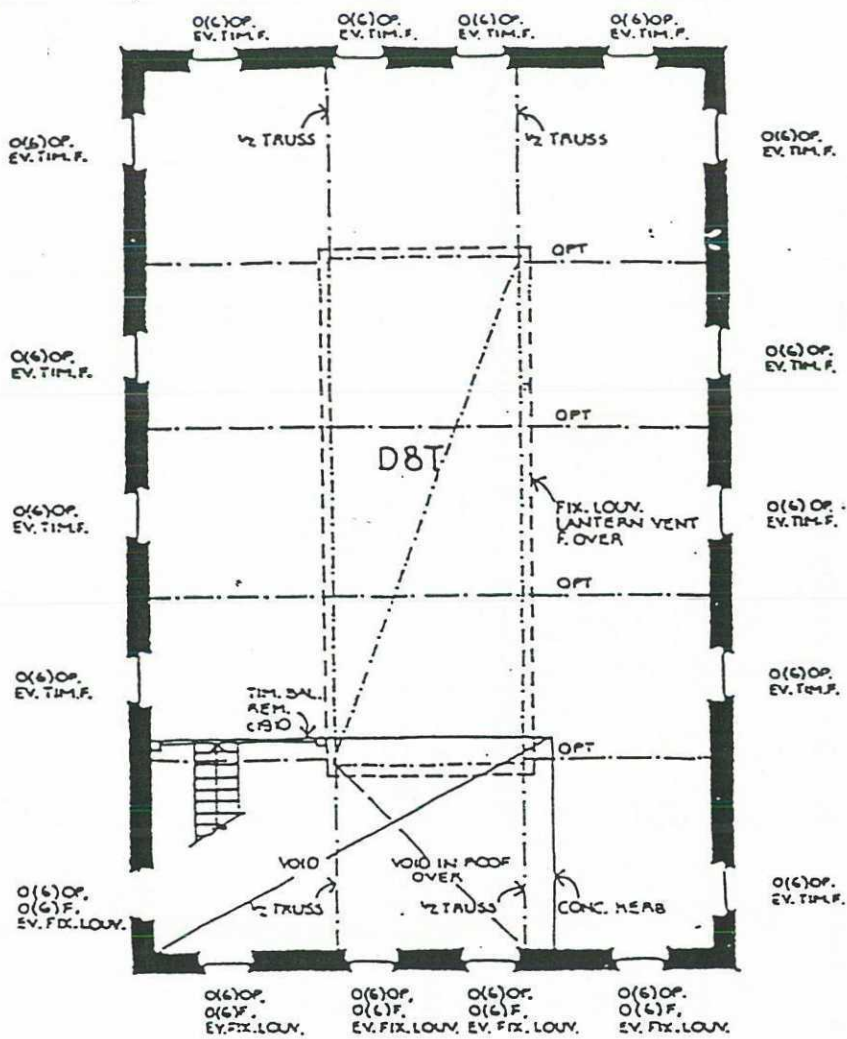 O(6)OP.
EV. TIM. F.
O(6)OP.
EV. TIM. F.
O(6)OP.
EV. TIM. F.
O(6)OP.
EV. TIM. F.
O(6)OP.
EV. TIM. F.
½ TRUSS
½ TRUSS
O(6)OP.
EV. TIM. F.
OPT
O(6)OP.
EV. TIM. F.
O(6)OP.
EV. TIM. F.
OPT
D8T
O(6)OP.
EV. TIM. F.
FIX. LOUV.
LANTERN VENT
F. OVER
O(6)OP.
EV. TIM. F.
OPT
O(6)OP.
EV. TIM. F.
TIM. BAL.
REM.
C1910
O(6)OP.
EV. TIM. F.
OPT
VOID
VOID IN ROOF
OVER
O(6)OP.
O(6)F.
EV. FIX. LOUV.
½ TRUSS
½ TRUSS
CONC. KERB
O(6)OP.
EV. TIM. F.
O(6)OP.
O(6)F.
EV. FIX. LOUV.
O(6)OP.
O(6)F.
EV. FIX. LOUV.
O(6)OP.
O(6)F.
EV. FIX. LOUV.
O(6)OP.
O(6)F.
EV. FIX. LOUV.